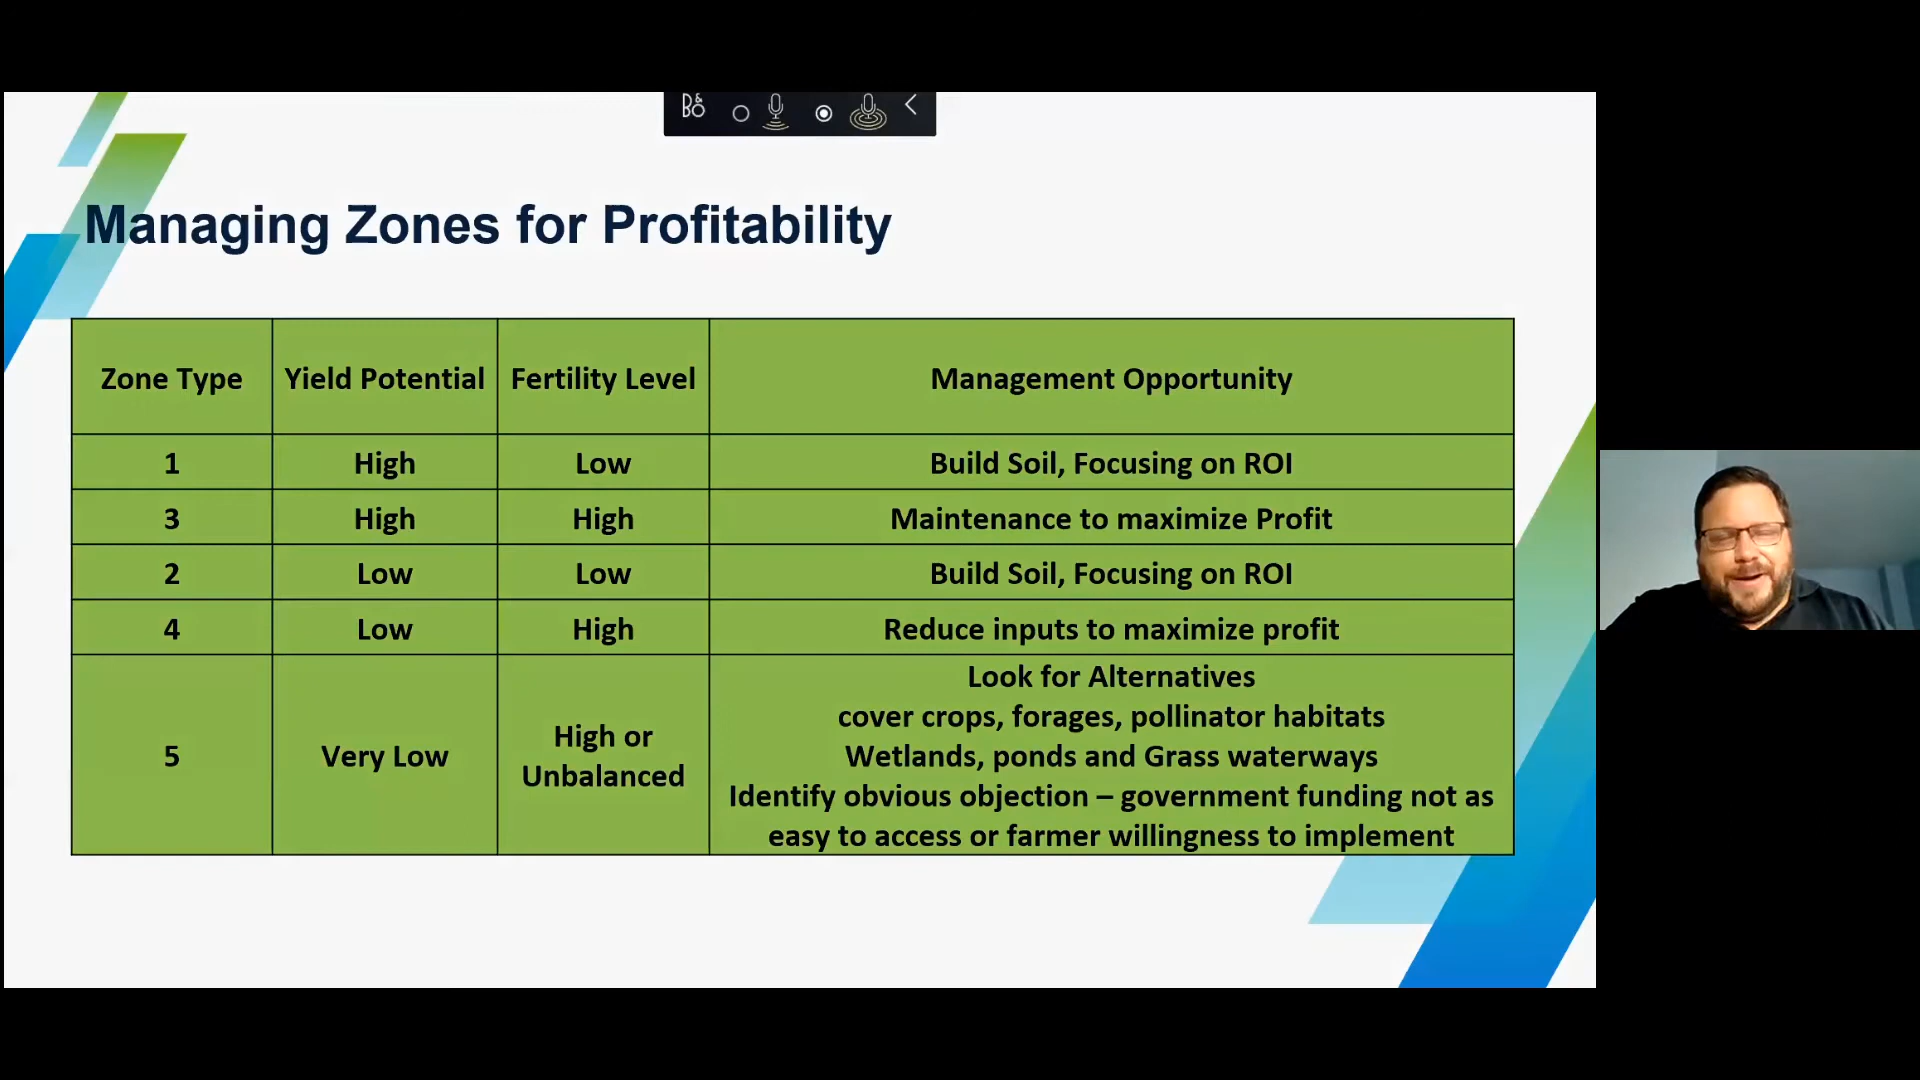 B&O
Managing Zones for Profitability
Zone Type Yield Potential Fertility Level Management Opportunity
1 High Low Build Soil, Focusing on ROI
3 High High Maintenance to maximize Profit
2 Low Low Build Soil, Focusing on ROI
4 Low High Reduce inputs to maximize profit
5 Very Low High or Unbalanced Look for Alternatives
cover crops, forages, pollinator habitats
Wetlands, ponds and Grass waterways
Identify obvious objection – government funding not as
easy to access or farmer willingness to implement